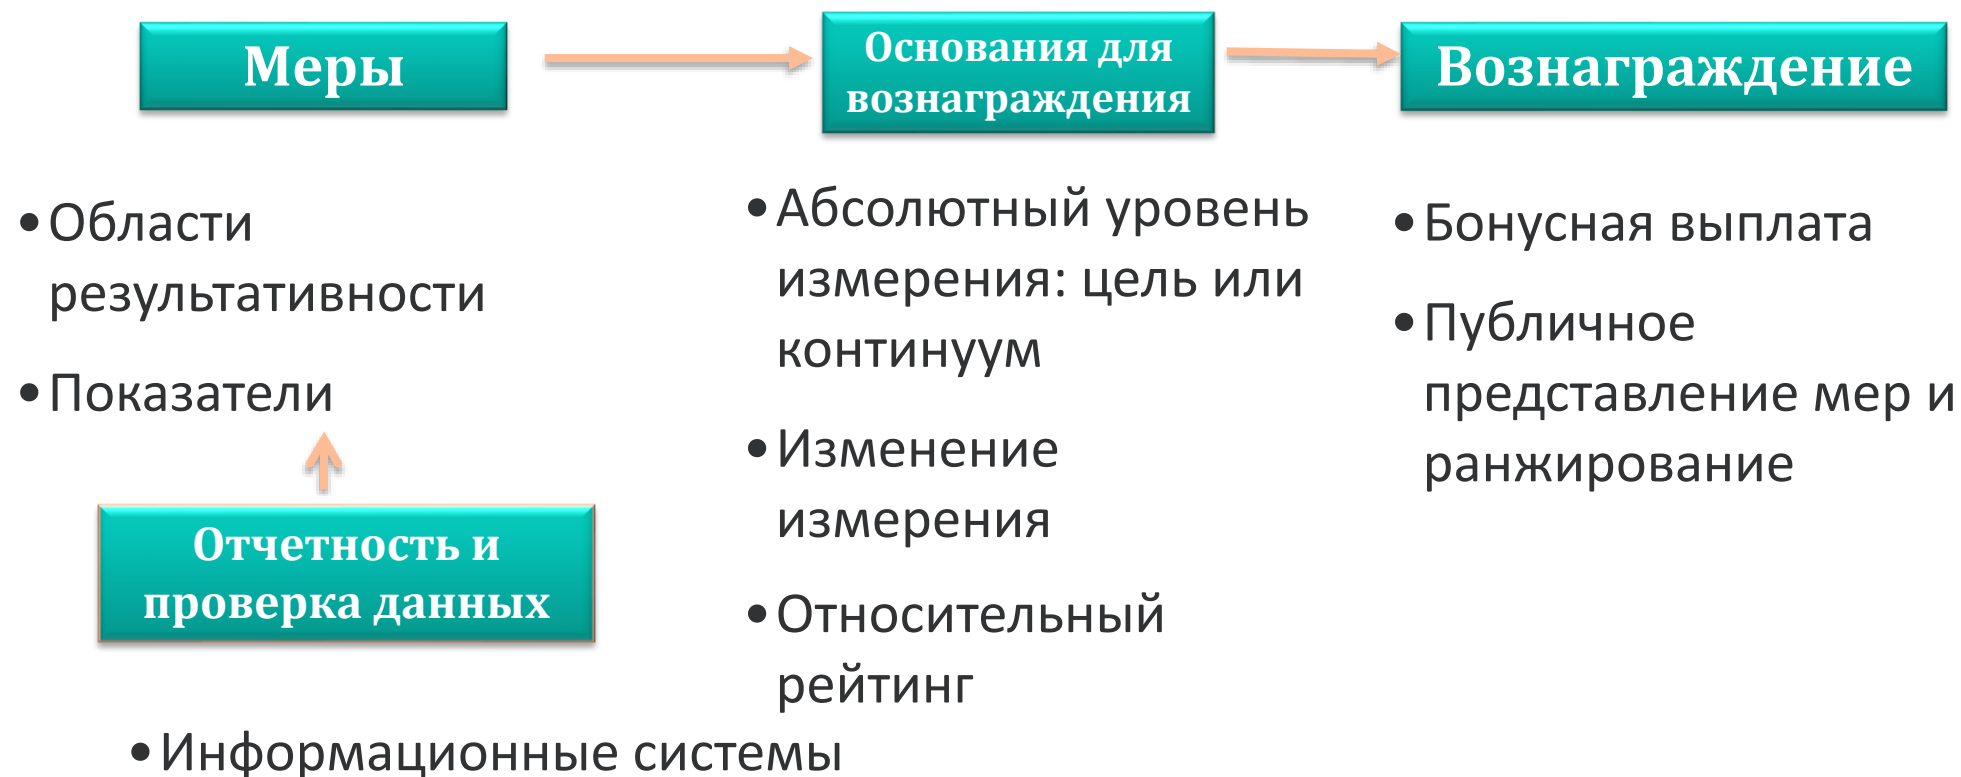 Меры
• Области
результативности
• Показатели
Отчетность и
проверка данных
• Информационные системы
Основания для
вознаграждения
• Абсолютный уровень
измерения: цель или
континуум
• Изменение
измерения
• Относительный
рейтинг
Вознаграждение
• Бонусная выплата
• Публичное
представление мер и
ранжирование